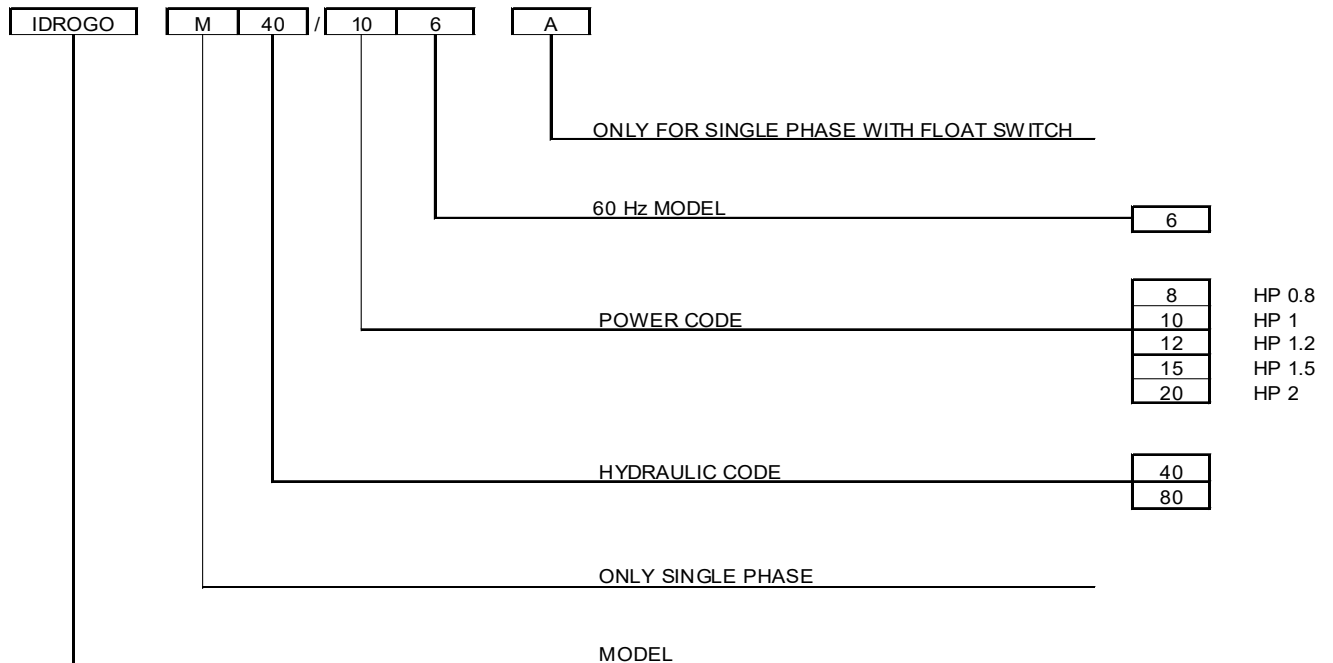 IDROGO M 40 / 10 6 A
ONLY FOR SINGLE PHASE WITH FLOAT SWITCH
60 Hz MODEL
6
8 HP 0.8
POWER CODE 10 HP 1
12 HP 1.2
15 HP 1.5
20 HP 2
HYDRAULIC CODE 40
80
ONLY SINGLE PHASE
MODEL